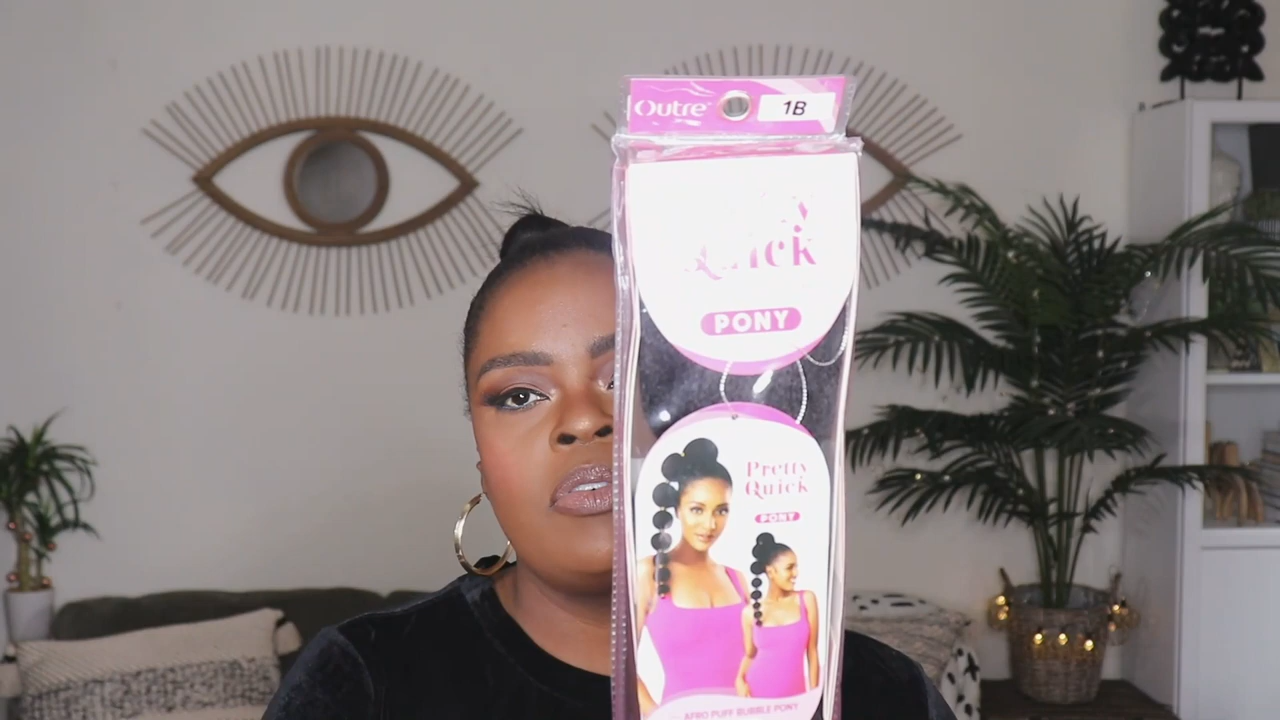 Outre
1B
Quick
PONY
Pretty
Quick
PONY
AFRO PUFF BUBBLE PONY